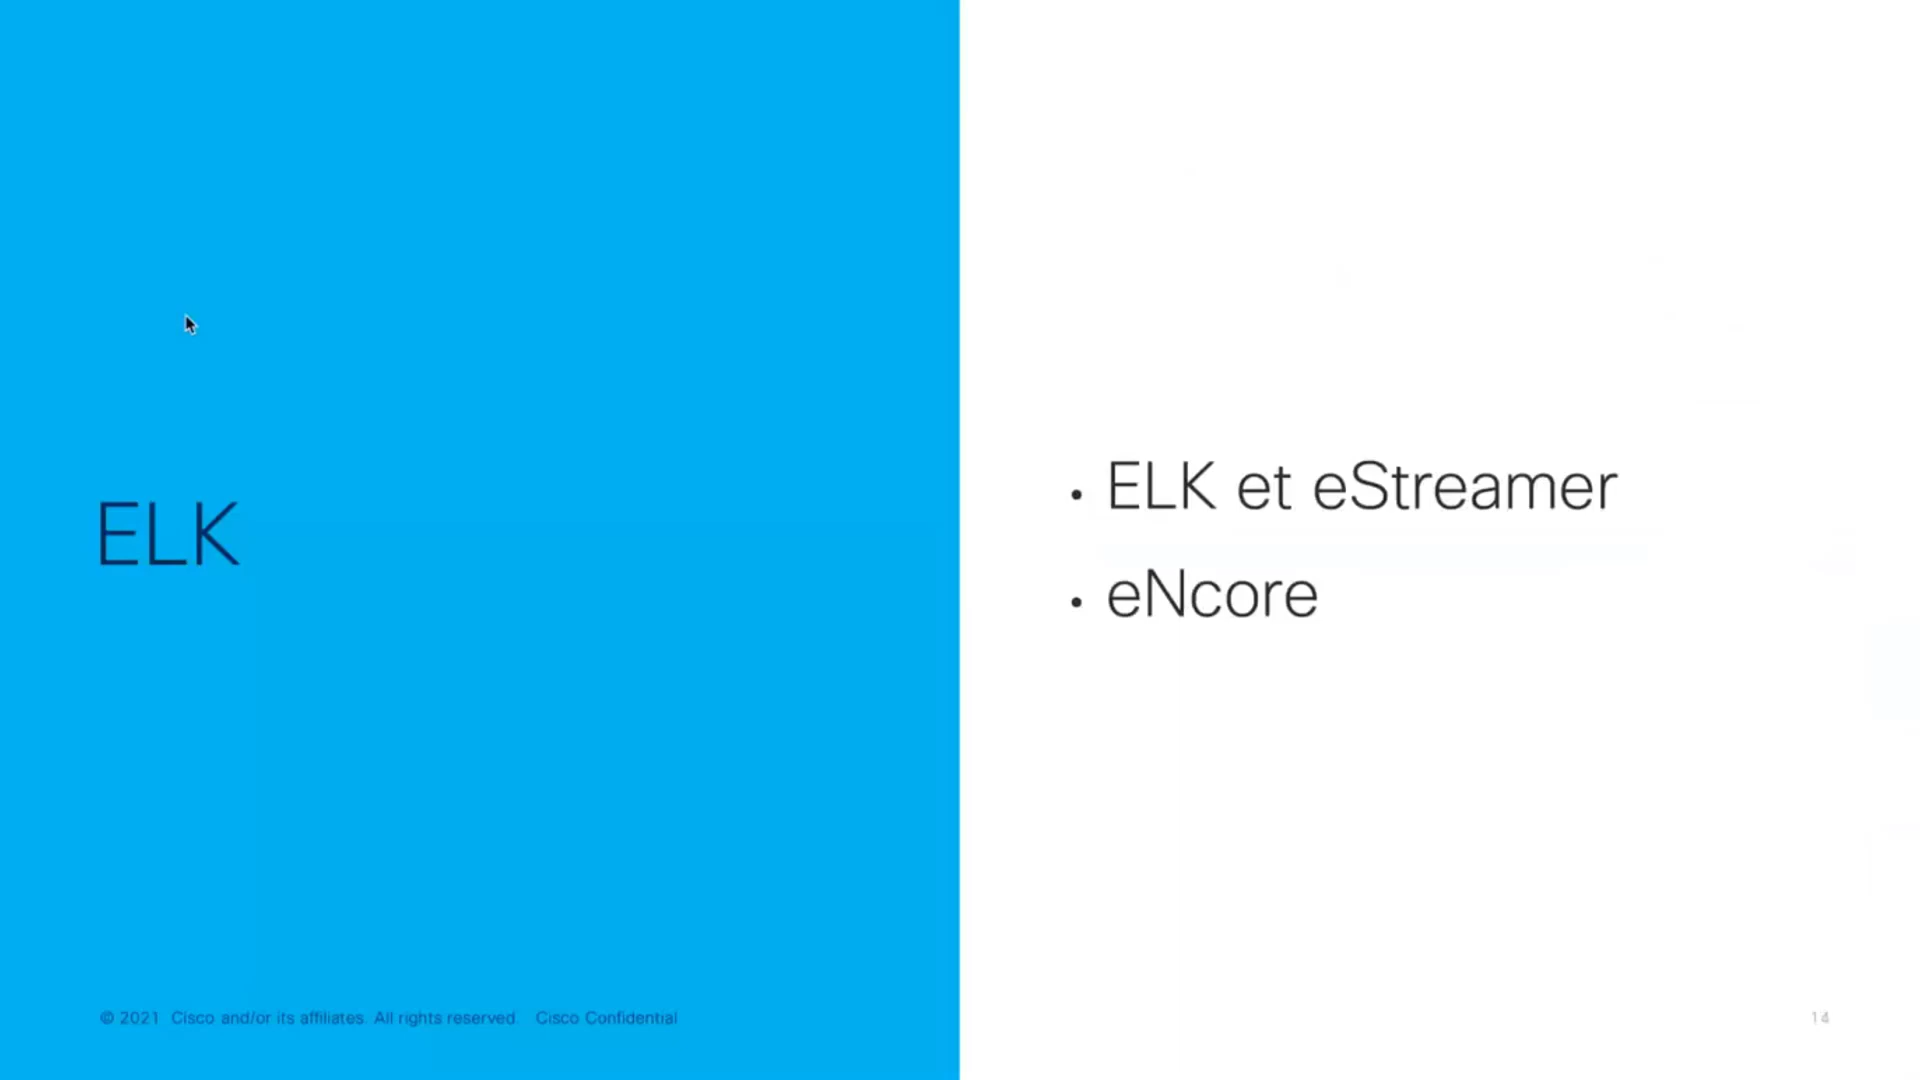 ELK
• ELK et eStreamer
• eNcore
© 2021 Cisco and/or its affiliates. All rights reserved. Cisco Confidential
14